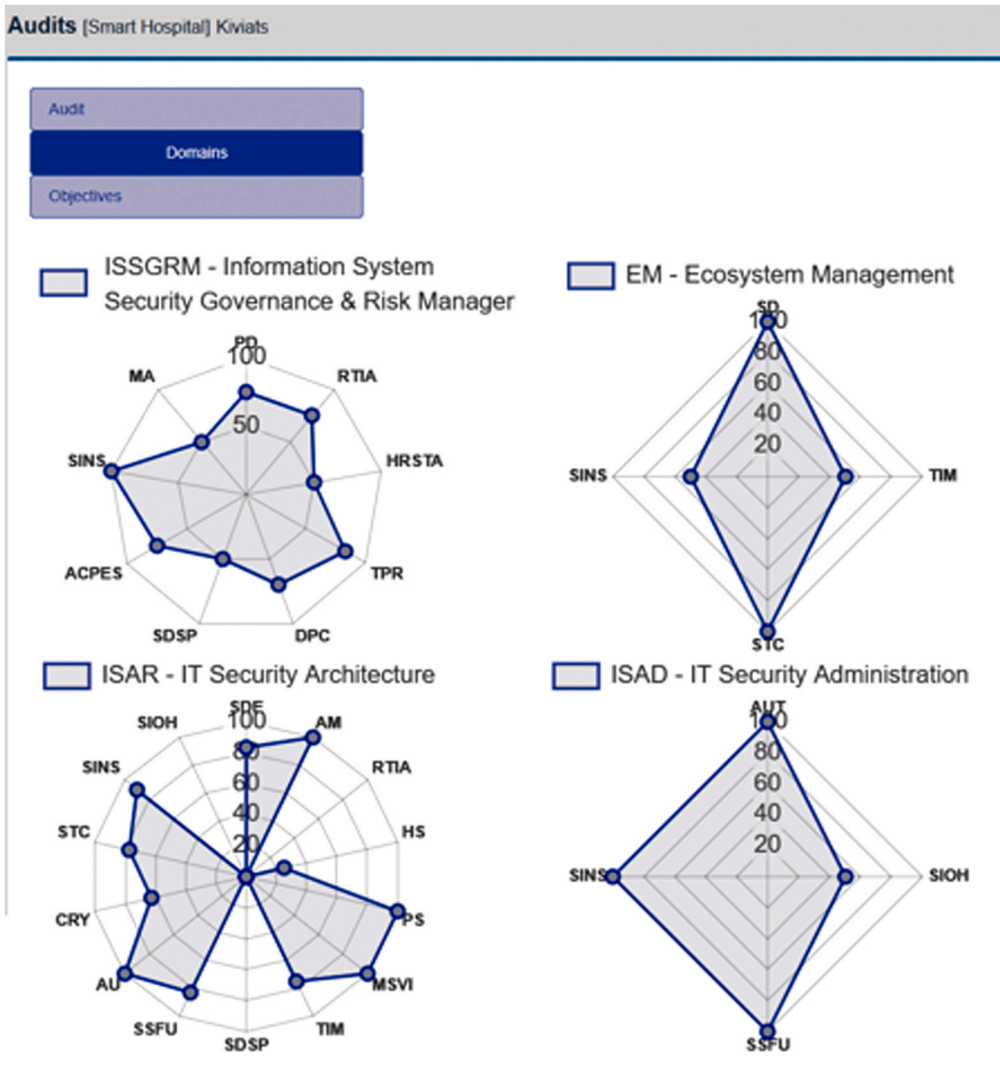 Audits [Smart Hospital] Kiviats
Audit
Domains
Objectives
ISSGRM - Information System
Security Governance & Risk Manager
PD
100
50
RTIA
HRSTA
TPR
DPC
SDSP
ACPES
SINS
MA
EM - Ecosystem Management
SD
100
80
60
40
20
TIM
STC
SINS
ISAR - IT Security Architecture
SDE
100
80
60
40
20
AM
RTIA
HS
PS
MSVI
TIM
SDSP
SSFU
AU
CRY
STC
SINS
SIOH
ISAD - IT Security Administration
AUT
100
80
60
40
20
SIOH
SSFU
SINS